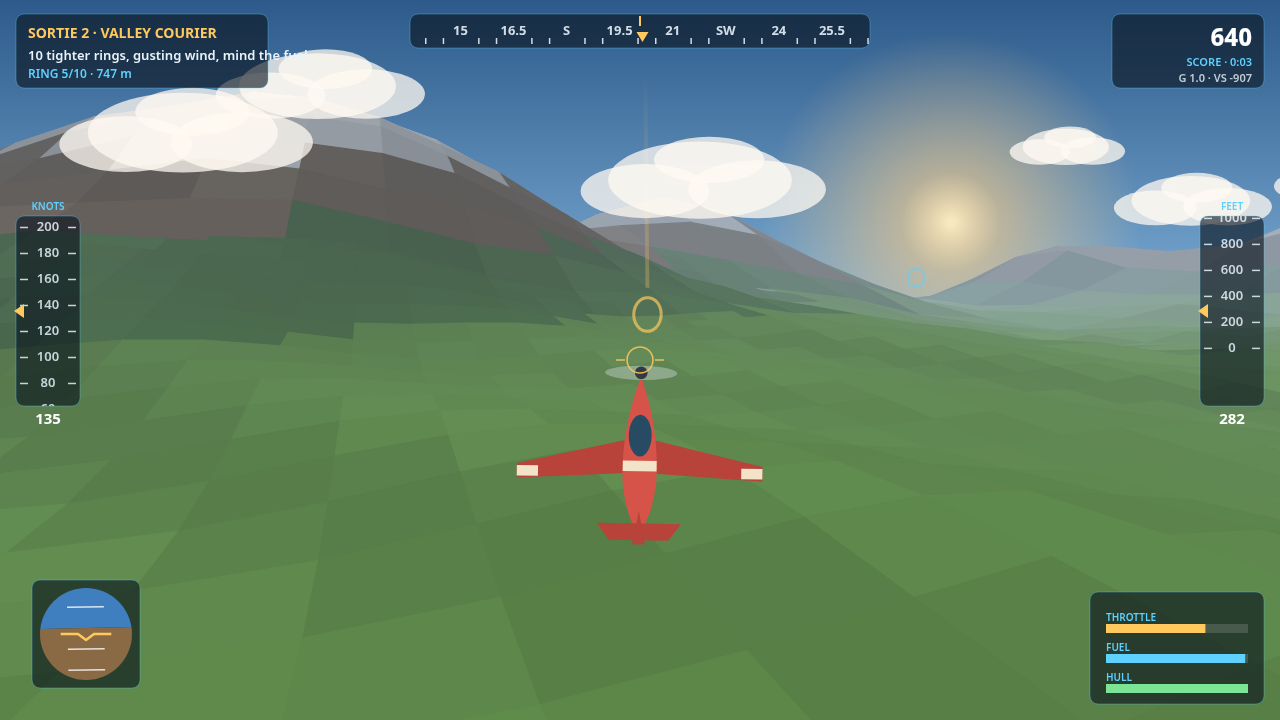 SORTIE 2 · VALLEY COURIER
10 tighter rings, gusting wind, mind the fuel
RING 5/10 · 747 m
15 16.5 S 19.5 21 SW 24 25.5
640
SCORE · 0:03
G 1.0 · VS -907
KNOTS
200
180
160
140
120
100
80
60
135
FEET
1000
800
600
400
200
0
282
THROTTLE
FUEL
HULL